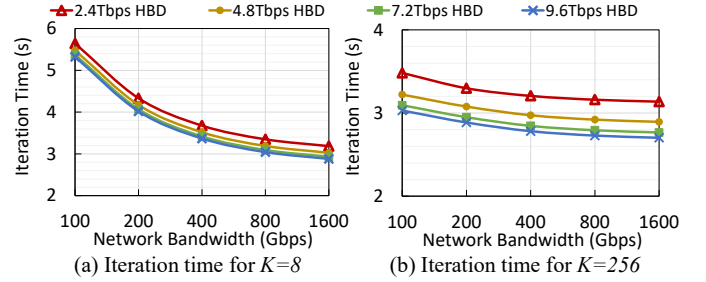 2.4Tbps HBD 4.8Tbps HBD 7.2Tbps HBD 9.6Tbps HBD
Iteration Time (s)
6
5
4
3
2
100 200 400 800 1600
Network Bandwidth (Gbps)
(a) Iteration time for K=8
Iteration Time (s)
4
3
2
100 200 400 800 1600
Network Bandwidth (Gbps)
(b) Iteration time for K=256